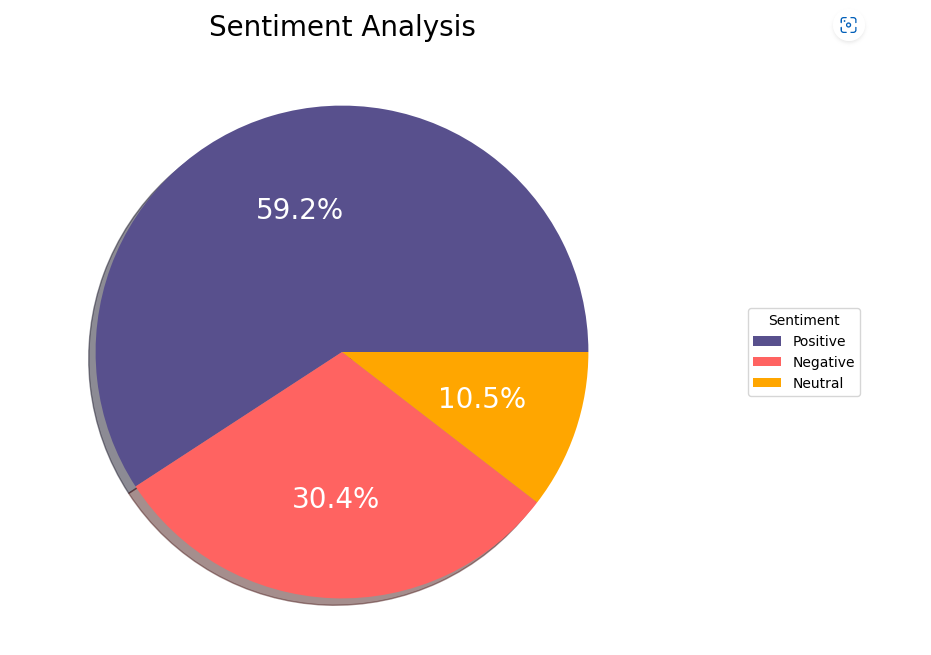 Sentiment Analysis
59.2%
Sentiment
Positive
Negative
Neutral
10.5%
30.4%